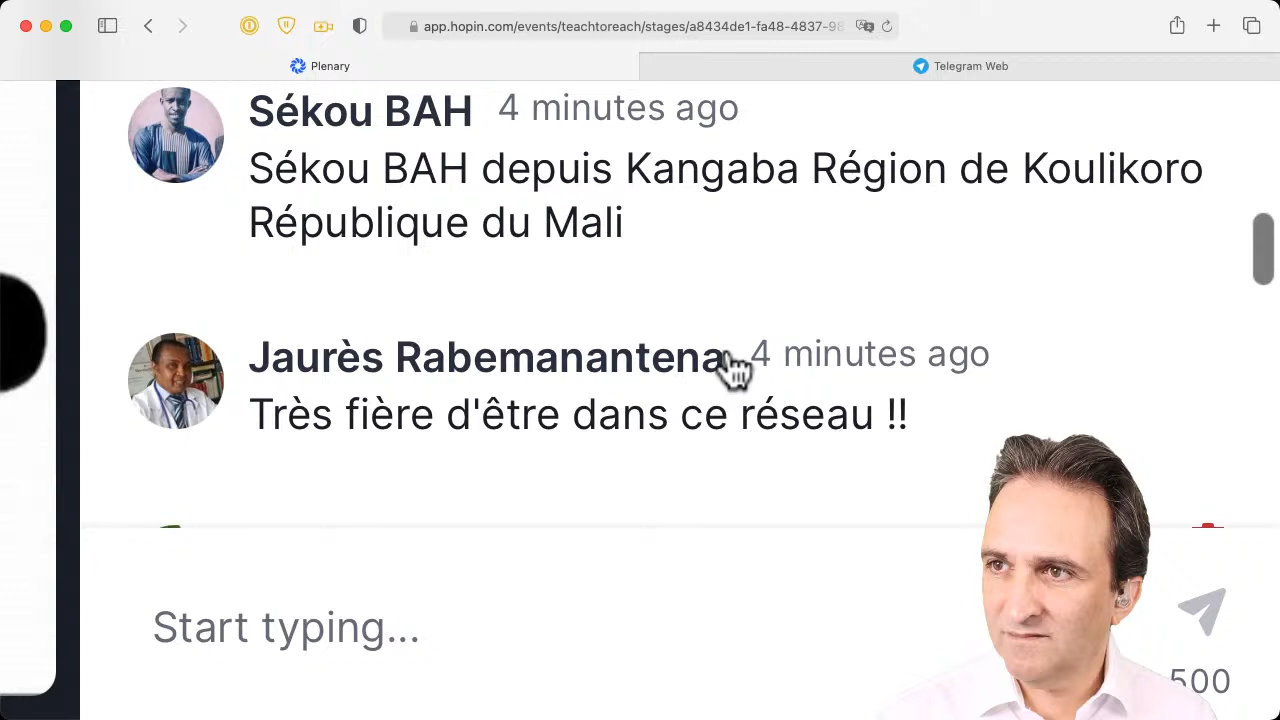 app.hopin.com/events/teachtoreach/stages/a8434de1-fa48-4837-98
Plenary
Telegram Web
Sékou BAH 4 minutes ago
Sékou BAH depuis Kangaba Région de Koulikoro
République du Mali
Jaurès Rabemanantena 4 minutes ago
Très fière d'être dans ce réseau !!
Start typing...
500